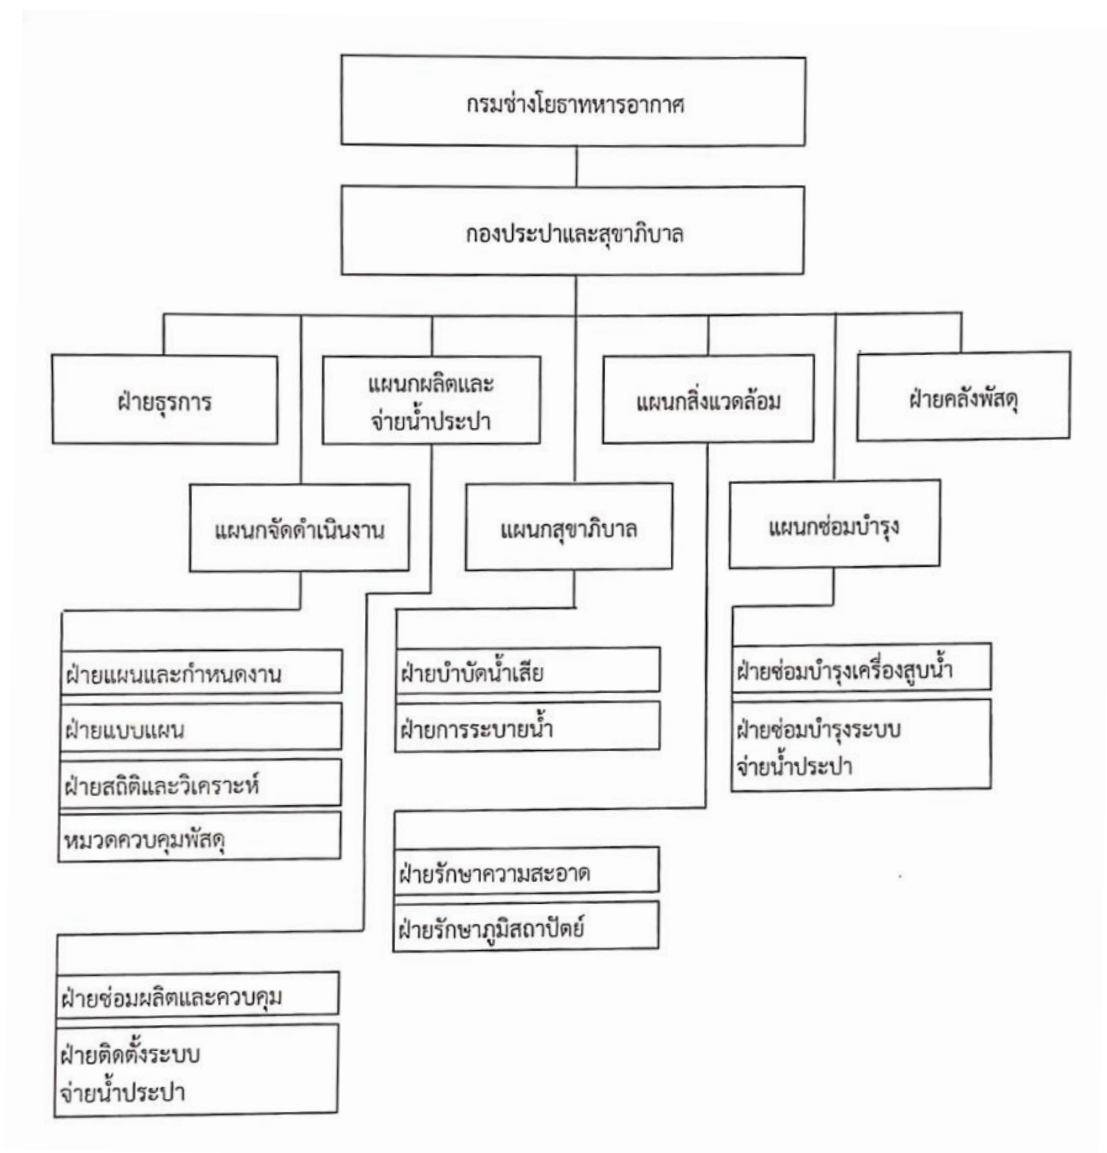 กรมช่างโยธาทหารอากาศ
กองประปาและสุขาภิบาล
ฝ่ายธุรการ
แผนกผลิตและ
จ่ายน้ำประปา
แผนกสิ่งแวดล้อม
ฝ่ายคลังพัสดุ
แผนกจัดดำเนินงาน
แผนกสุขาภิบาล
แผนกซ่อมบำรุง
ฝ่ายแผนและกำหนดงาน
ฝ่ายแบบแผน
ฝ่ายสถิติและวิเคราะห์
หมวดควบคุมพัสดุ
ฝ่ายบำบัดน้ำเสีย
ฝ่ายการระบายน้ำ
ฝ่ายซ่อมบำรุงเครื่องสูบน้ำ
ฝ่ายซ่อมบำรุงระบบ
จ่ายน้ำประปา
ฝ่ายรักษาความสะอาด
ฝ่ายรักษาภูมิสถาปัตย์
ฝ่ายซ่อมผลิตและควบคุม
ฝ่ายติดตั้งระบบ
จ่ายน้ำประปา